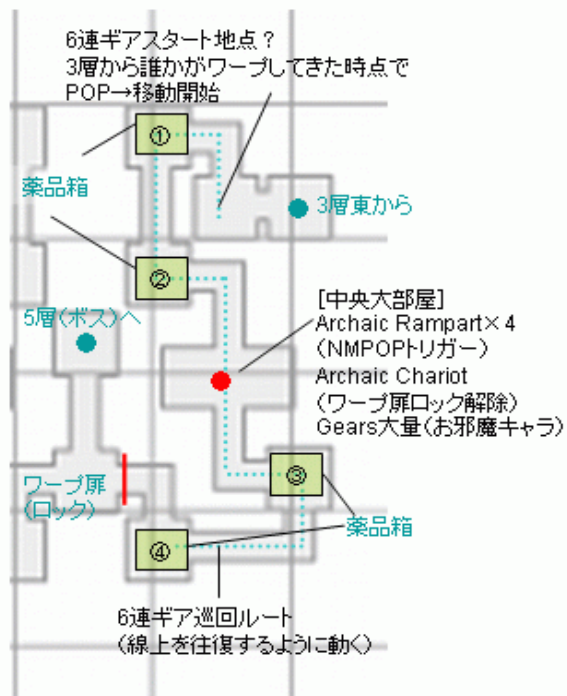 6連ギアスタート地点？
3層から誰かがワープしてきた時点で
POP→移動開始
①
薬品箱
3層東から
②
[中央大部屋]
Archaic Rampart×4
(NMPOPトリガー)
Archaic Chariot
(ワープ扉ロック解除)
Gears大量(お邪魔キャラ)
5層(ボス)へ
③
ワープ扉
(ロック)
薬品箱
④
6連ギア巡回ルート
(線上を往復するように動く)